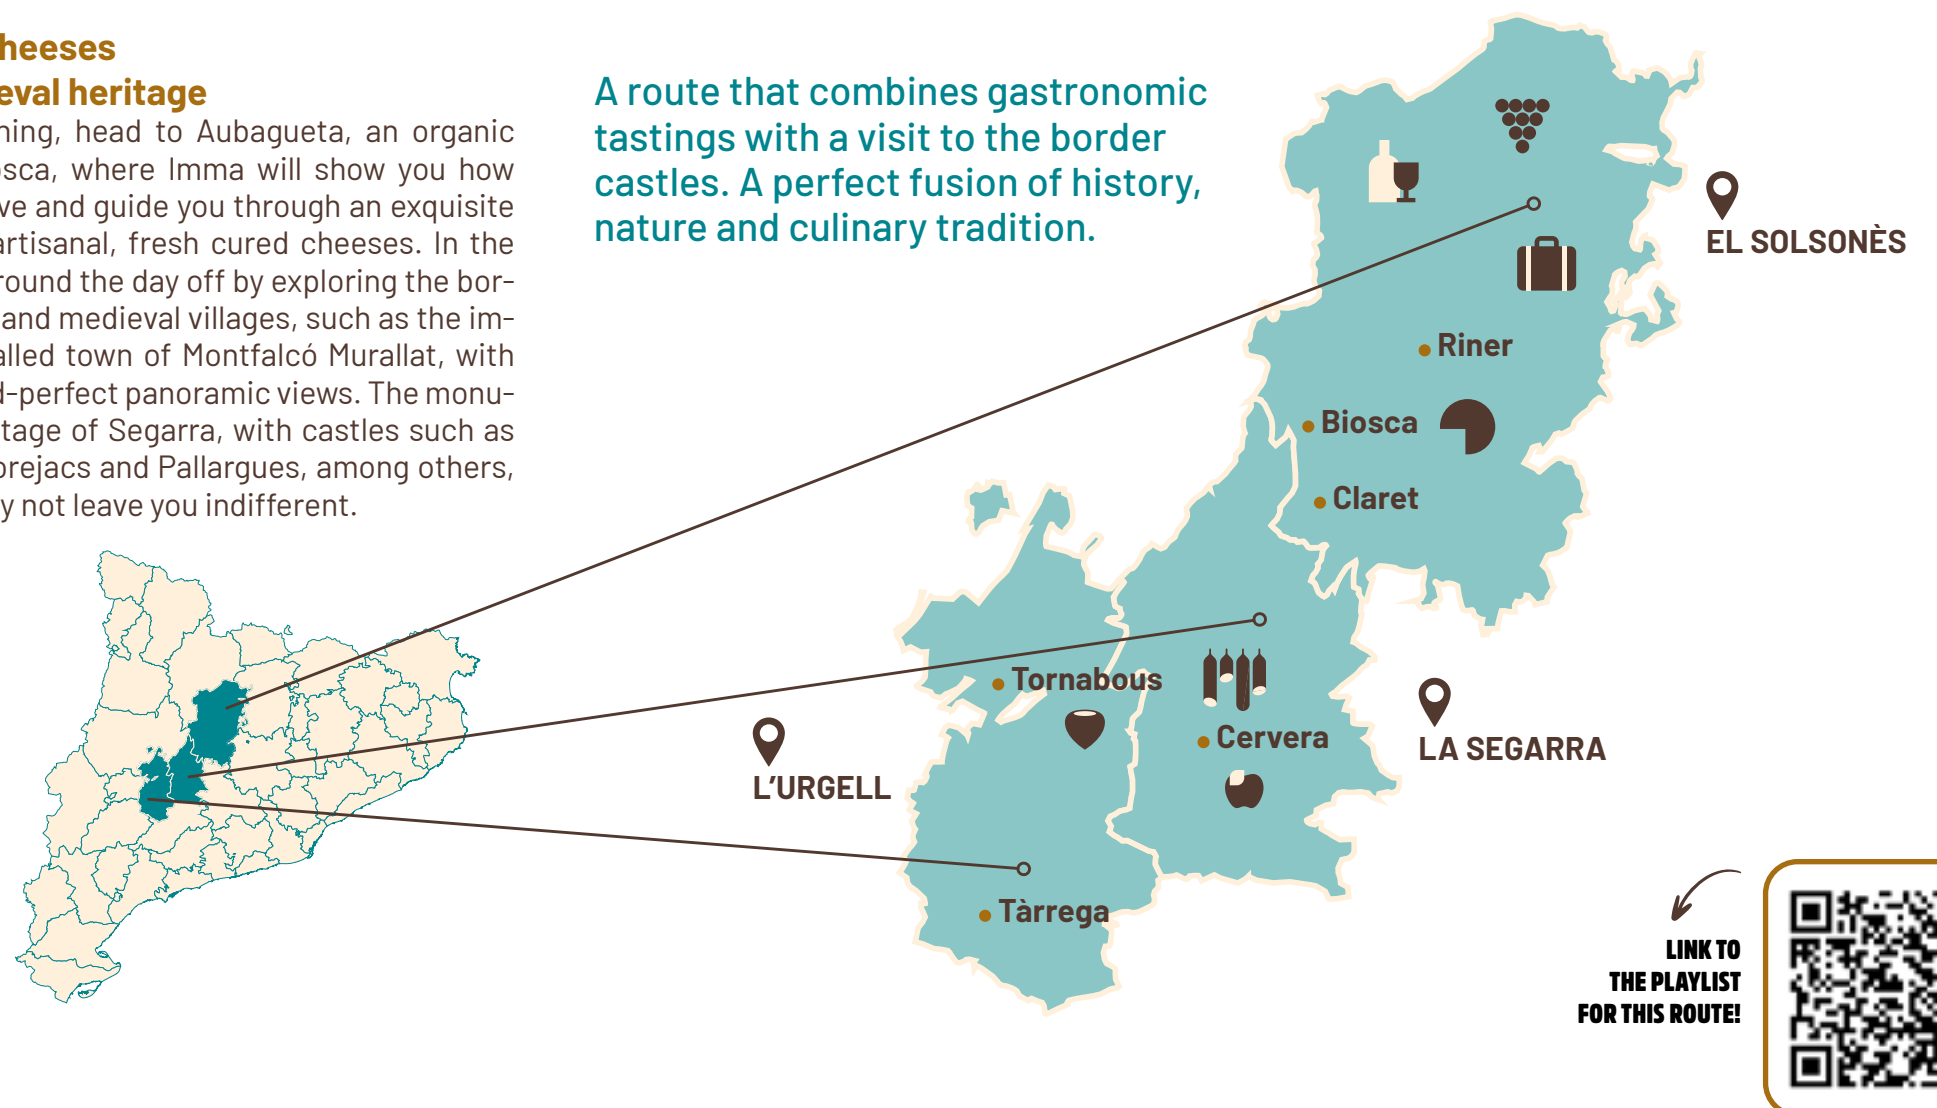 heeses
eval heritage
ning, head to Aubagueta, an organic
osca, where Imma will show you how
ve and guide you through an exquisite
artisanal, fresh cured cheeses. In the
round the day off by exploring the bor-
and medieval villages, such as the im-
alled town of Montfalcó Murallat, with
d-perfect panoramic views. The monu-
tage of Segarra, with castles such as
orejacs and Pallargues, among others,
y not leave you indifferent.
A route that combines gastronomic
tastings with a visit to the border
castles. A perfect fusion of history,
nature and culinary tradition.
EL SOLSONÈS
Riner
Biosca
Claret
Tornabous
Cervera
LA SEGARRA
L'URGELL
Tàrrega
LINK TO
THE PLAYLIST
FOR THIS ROUTE!